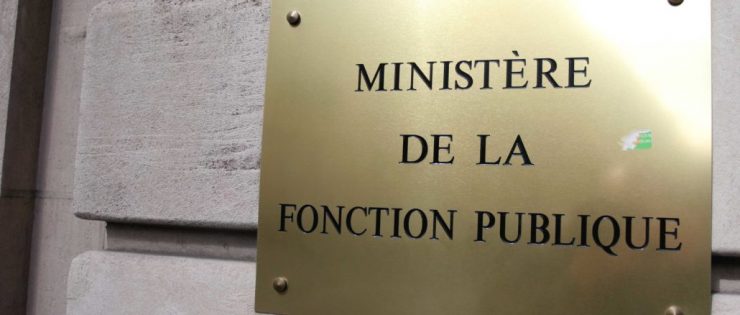 MINISTÈRE
DE LA
FONCTION PUBLIQUE